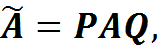 Ã = PAQ,